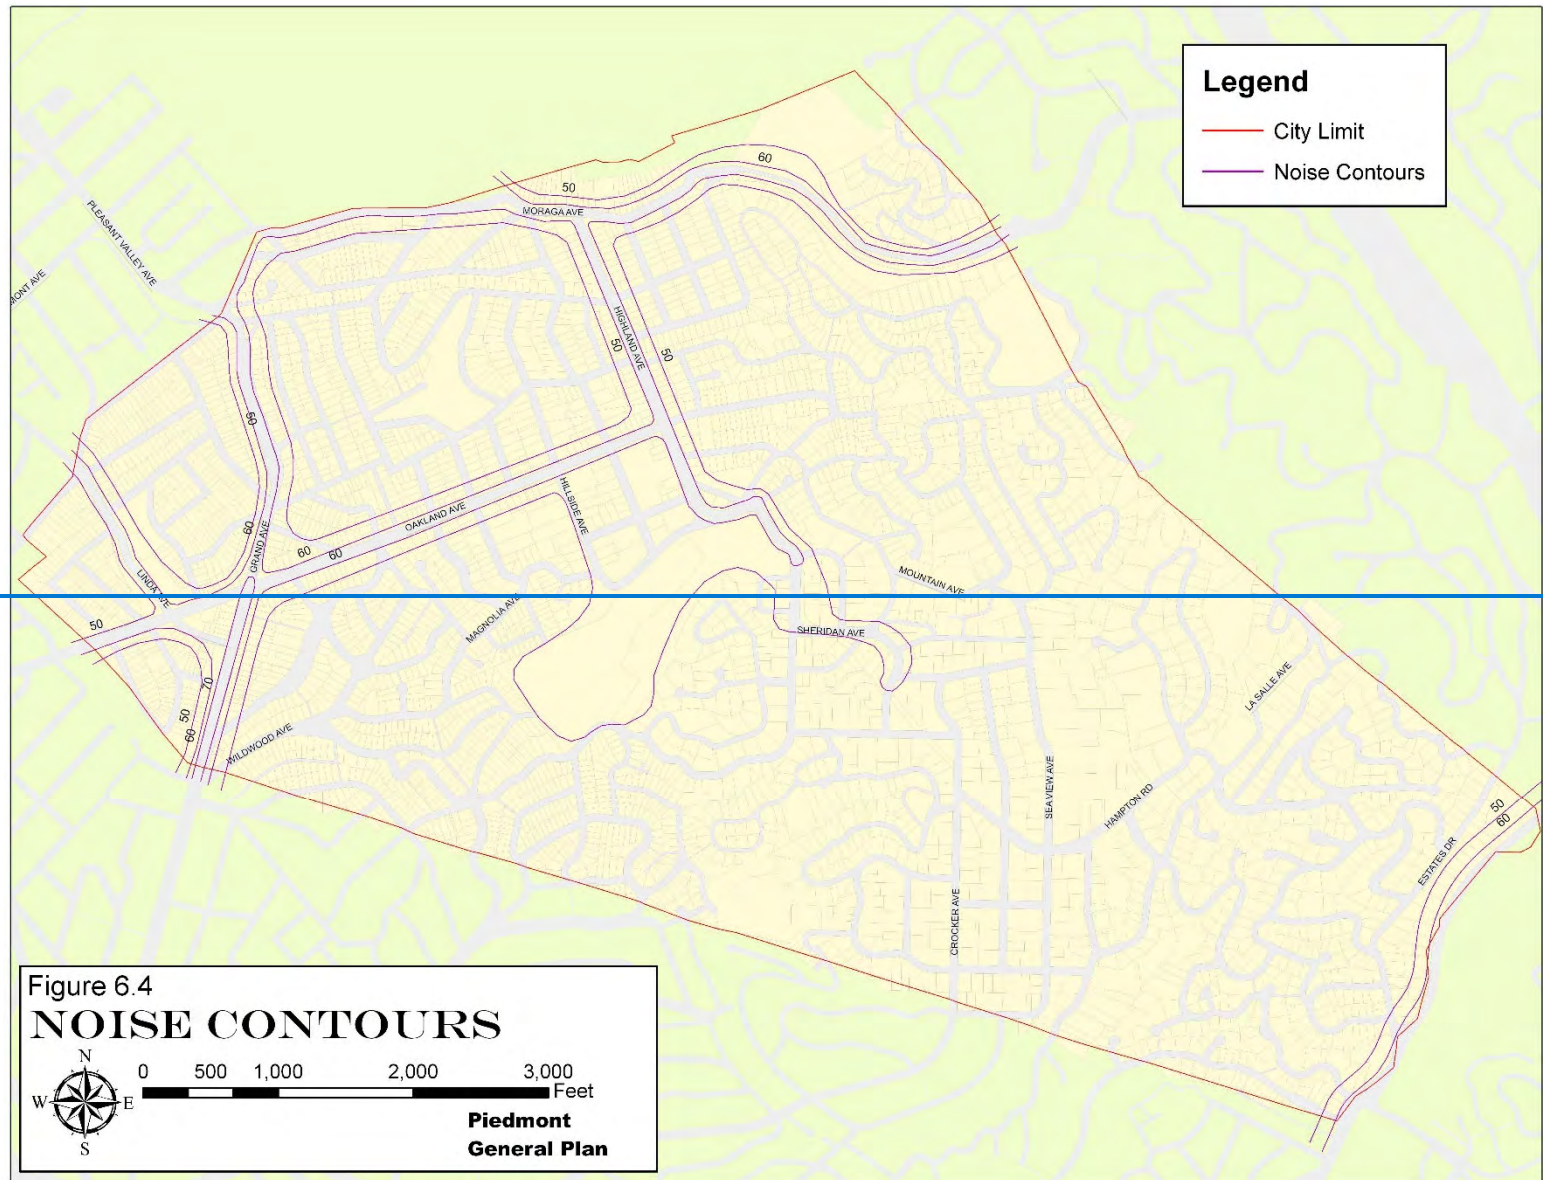 Legend
City Limit
Noise Contours
60
50
MORAGA AVE
PLEASANT VALLEY AVE
MONT AVE
HIGHLAND AVE
50
50
50
HILLSIDE AVE
OAKLAND AVE
60
GRAND AVE
60
60
LINDA AVE
MOUNTAIN AVE
MAGNOLIA AVE
50
SHERIDAN AVE
70
LA SALLE AVE
50
60
WILDWOOD AVE
SEA VIEW AVE
HAMPTON RD
50
60
ESTATES DR
CROCKER AVE
Figure 6.4
NOISE CONTOURS
N
W E
S
0 500 1,000 2,000 3,000
Feet
Piedmont
General Plan